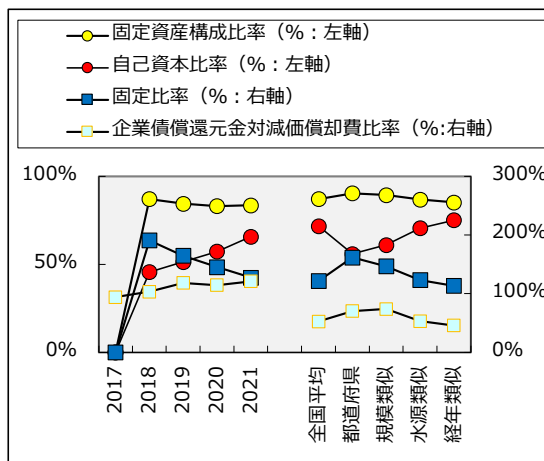 固定資産構成比率（%：左軸）
自己資本比率（%：左軸）
固定比率（%：右軸）
企業債償還元金対減価償却費比率（%:右軸）
100%
50%
0%
300%
200%
100%
0%
2017
2018
2019
2020
2021
全国平均
都道府県
規模類似
水源類似
経年類似